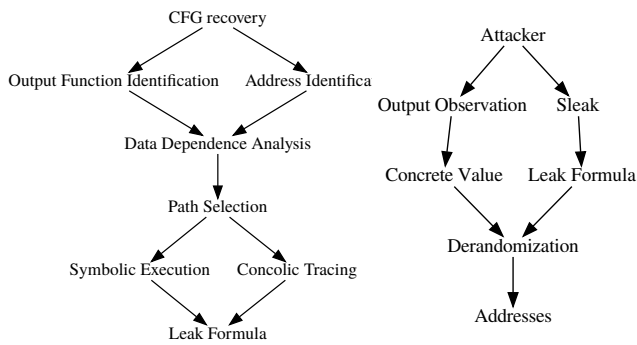 CFG recovery
Output Function Identification
Address Identifica
Data Dependence Analysis
Path Selection
Symbolic Execution
Concolic Tracing
Leak Formula
Attacker
Output Observation
Sleak
Concrete Value
Leak Formula
Derandomization
Addresses